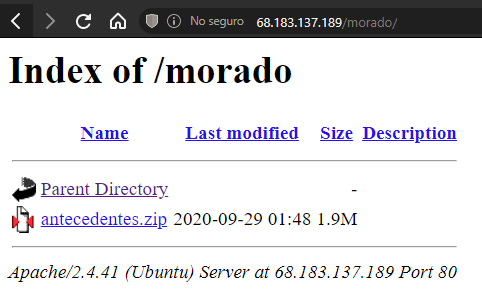 No seguro 68.183.137.189/morado/
Index of /morado
Name Last modified Size Description
Parent Directory -
antecedentes.zip 2020-09-29 01:48 1.9M
Apache/2.4.41 (Ubuntu) Server at 68.183.137.189 Port 80